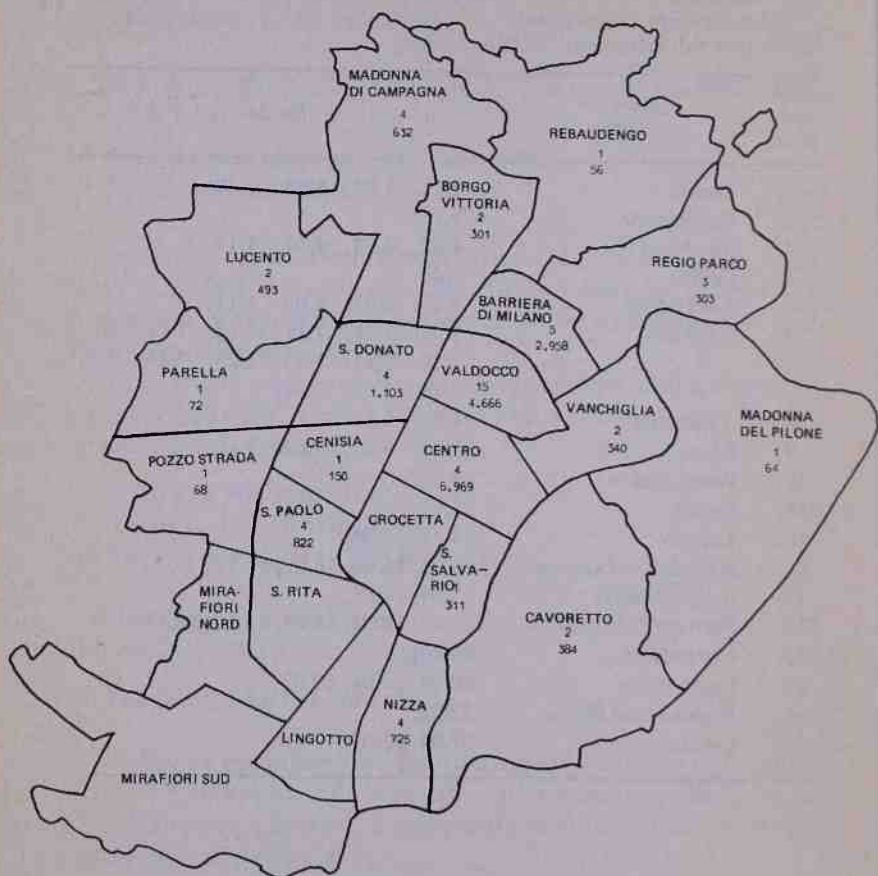 MADONNA
DI CAMPAGNA
4
632
REBAUDENGO
1
56
BORGO
VITTORIA
2
301
LUCENTO
2
493
REGIO PARCO
3
303
BARRIERA
DI MILANO
5
2.958
S. DONATO
4
1.103
PARELLA
1
72
VALDOCCO
15
4.666
VANCHIGLIA
2
340
MADONNA
DEL PILONE
1
64
CENISIA
1
150
CENTRO
4
6.969
POZZO STRADA
1
68
S. PAOLO
4
822
CROCETTA
S.
SALVA-
RIO1
311
MIRA-
FIORI
NORD
S. RITA
CAVORETTO
2
384
NIZZA
4
725
LINGOTTO
MIRAFIORI SUD